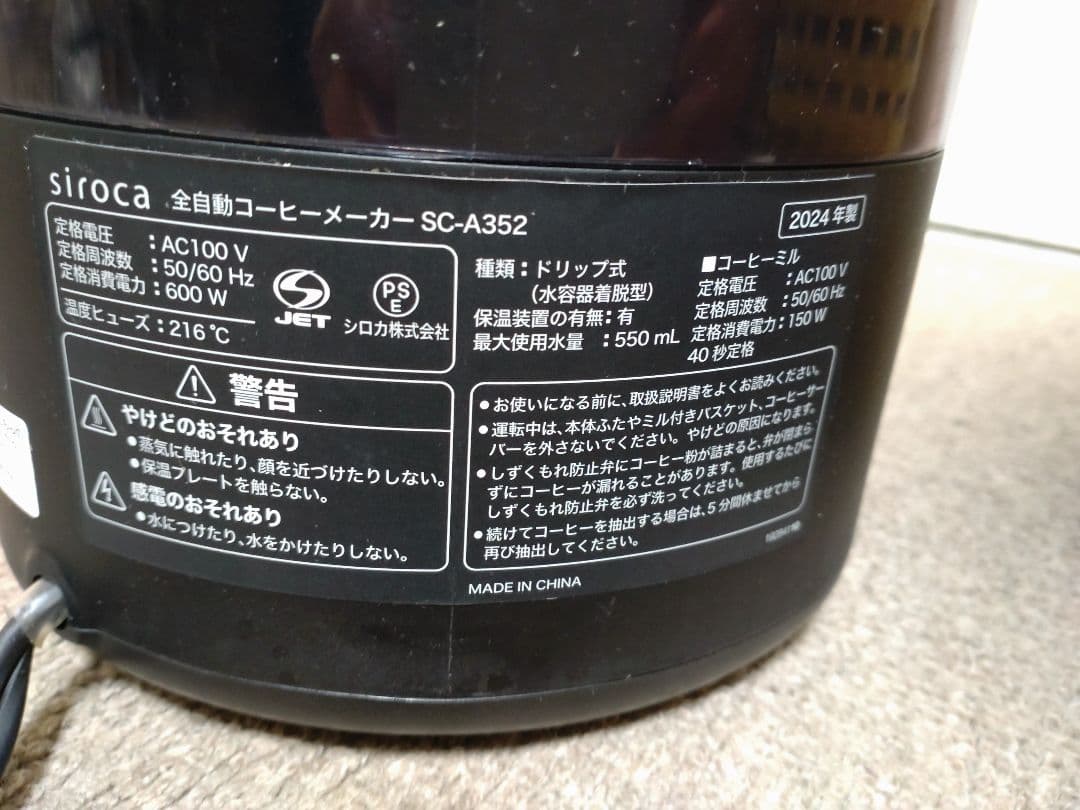 siroca 全自動コーヒーメーカー SC-A352
2024年製
定格電圧 : AC100 V
定格周波数 : 50/60 Hz
定格消費電力 : 600 W
温度ヒューズ : 216℃
JET
PS
E
シロカ株式会社
種類 : ドリップ式
(水容器着脱型)
保温装置の有無 : 有
最大使用水量 : 550 mL
■コーヒーミル
定格電圧 : AC100 V
定格周波数 : 50/60 Hz
定格消費電力 : 150 W
40秒定格
警告
やけどのおそれあり
●蒸気に触れたり、顔を近づけたりしない。
●保温プレートを触らない。
感電のおそれあり
●水につけたり、水をかけたりしない。
●お使いになる前に、取扱説明書をよくお読みください。
●運転中は、本体ふたやミル付きバスケット、コーヒーサー
バーを外さないでください。やけどの原因になります。
●しずくもれ防止弁にコーヒー粉が詰まると、弁が閉まら
ずにコーヒーが漏れることがあります。使用するたびに
しずくもれ防止弁を必ず洗ってください。
●続けてコーヒーを抽出する場合は、5分間休ませてから
再び抽出してください。
MADE IN CHINA